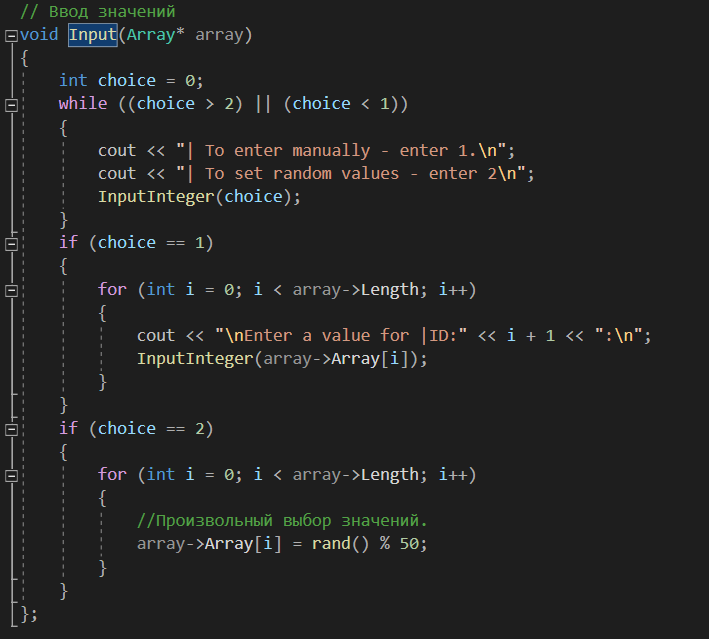 // Ввод значений
void Input(Array* array)
{
    int choice = 0;
    while ((choice > 2) || (choice < 1))
    {
        cout << "| To enter manually - enter 1.\n";
        cout << "| To set random values - enter 2\n";
        InputInteger(choice);
    }
    if (choice == 1)
    {
        for (int i = 0; i < array->Length; i++)
        {
            cout << "\nEnter a value for |ID:" << i + 1 << ":\n";
            InputInteger(array->Array[i]);
        }
    }
    if (choice == 2)
    {
        for (int i = 0; i < array->Length; i++)
        {
            //Произвольный выбор значений.
            array->Array[i] = rand() % 50;
        }
    }
};